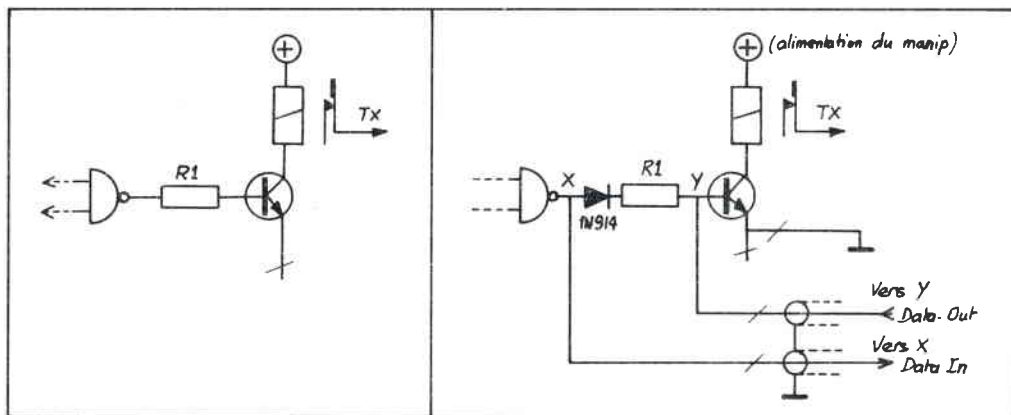 TX
R1
(alimentation du manip)
TX
X
R1
Y
1N914
Vers Y
Data-Out
Vers X
Data In